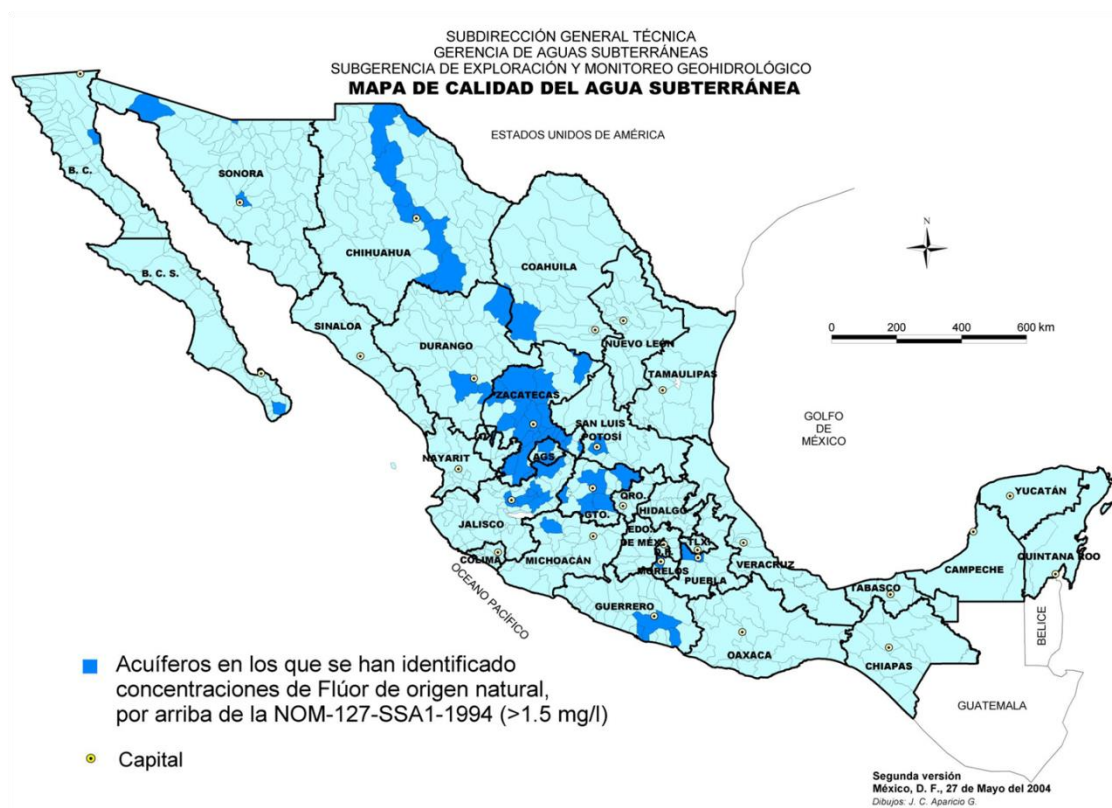 SUBDIRECCIÓN GENERAL TÉCNICA
GERENCIA DE AGUAS SUBTERRÁNEAS
SUBGERENCIA DE EXPLORACIÓN Y MONITOREO GEOHIDROLÓGICO
MAPA DE CALIDAD DEL AGUA SUBTERRÁNEA
ESTADOS UNIDOS DE AMÉRICA
B. C.
SONORA
N
CHIHUAHUA
COAHUILA
B. C. S.
SINALOA
0 200 400 600 km
DURANGO
NUEVO LEÓN
TAMAULIPAS
ZACATECAS
GOLFO
DE
MÉXICO
SAN LUIS
POTOSÍ
NAYARIT
AGS.
YUCATÁN
QRO.
GTO.
HIDALGO
JALISCO
EDO.
DE MÉX.
D.F.
TLX.
COLIMA
MICHOACÁN
MORELOS
PUEBLA
VERACRUZ
QUINTANA ROO
CAMPECHE
TABASCO
OCEANO PACÍFICO
GUERRERO
BELICE
OAXACA
CHIAPAS
GUATEMALA
Acuíferos en los que se han identificado
concentraciones de Flúor de origen natural,
por arriba de la NOM-127-SSA1-1994 (>1.5 mg/l)
Capital
Segunda versión
México, D. F., 27 de Mayo del 2004
Dibujos: J. C. Aparicio G.